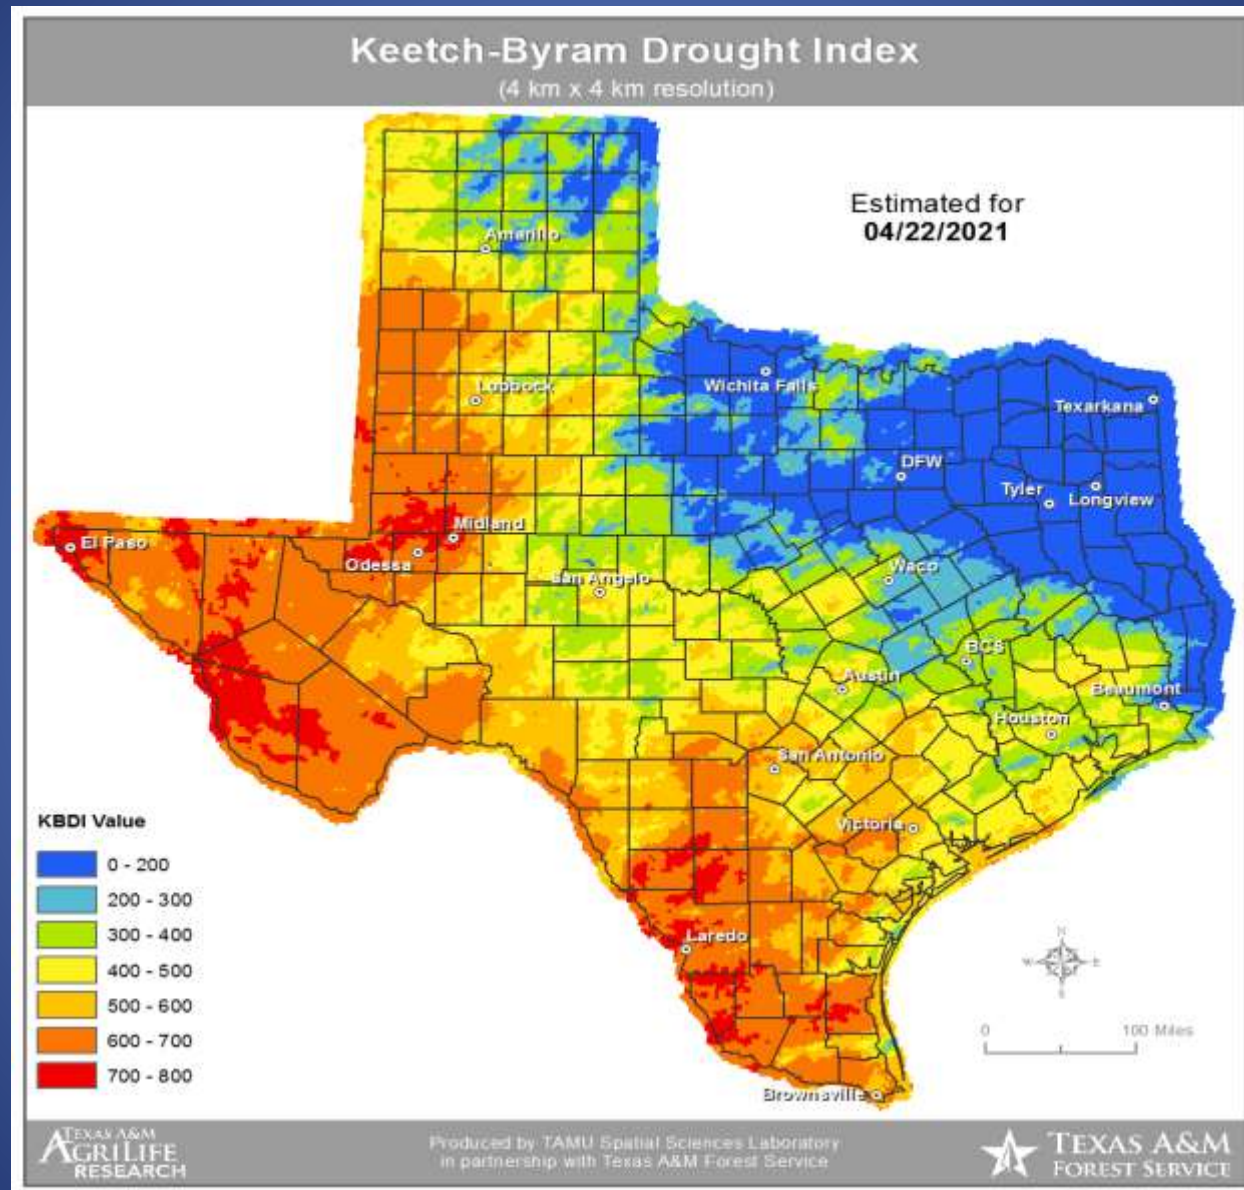 Keetch-Byram Drought Index
(4 km x 4 km resolution)
Estimated for
04/22/2021
Amarillo
Lubbock
Wichita Falls
Texarkana
DFW
Tyler
Longview
Midland
El Paso
Odessa
San Angelo
Waco
BCS
Austin
Beaumont
Houston
San Antonio
Victoria
Laredo
Brownsville
KBDI Value
0 - 200
200 - 300
300 - 400
400 - 500
500 - 600
600 - 700
700 - 800
N
W
E
S
0 100 Miles
TEXAS A&M
AGRILIFE
RESEARCH
Produced by TAMU Spatial Sciences Laboratory
in partnership with Texas A&M Forest Service
TEXAS A&M
FOREST SERVICE